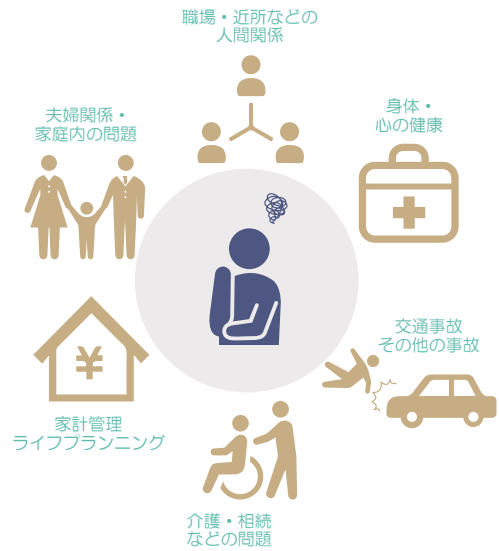 職場・近所などの
人間関係
夫婦関係・
家庭内の問題
身体・
心の健康
¥
交通事故
その他の事故
家計管理
ライフプランニング
介護・相続
などの問題